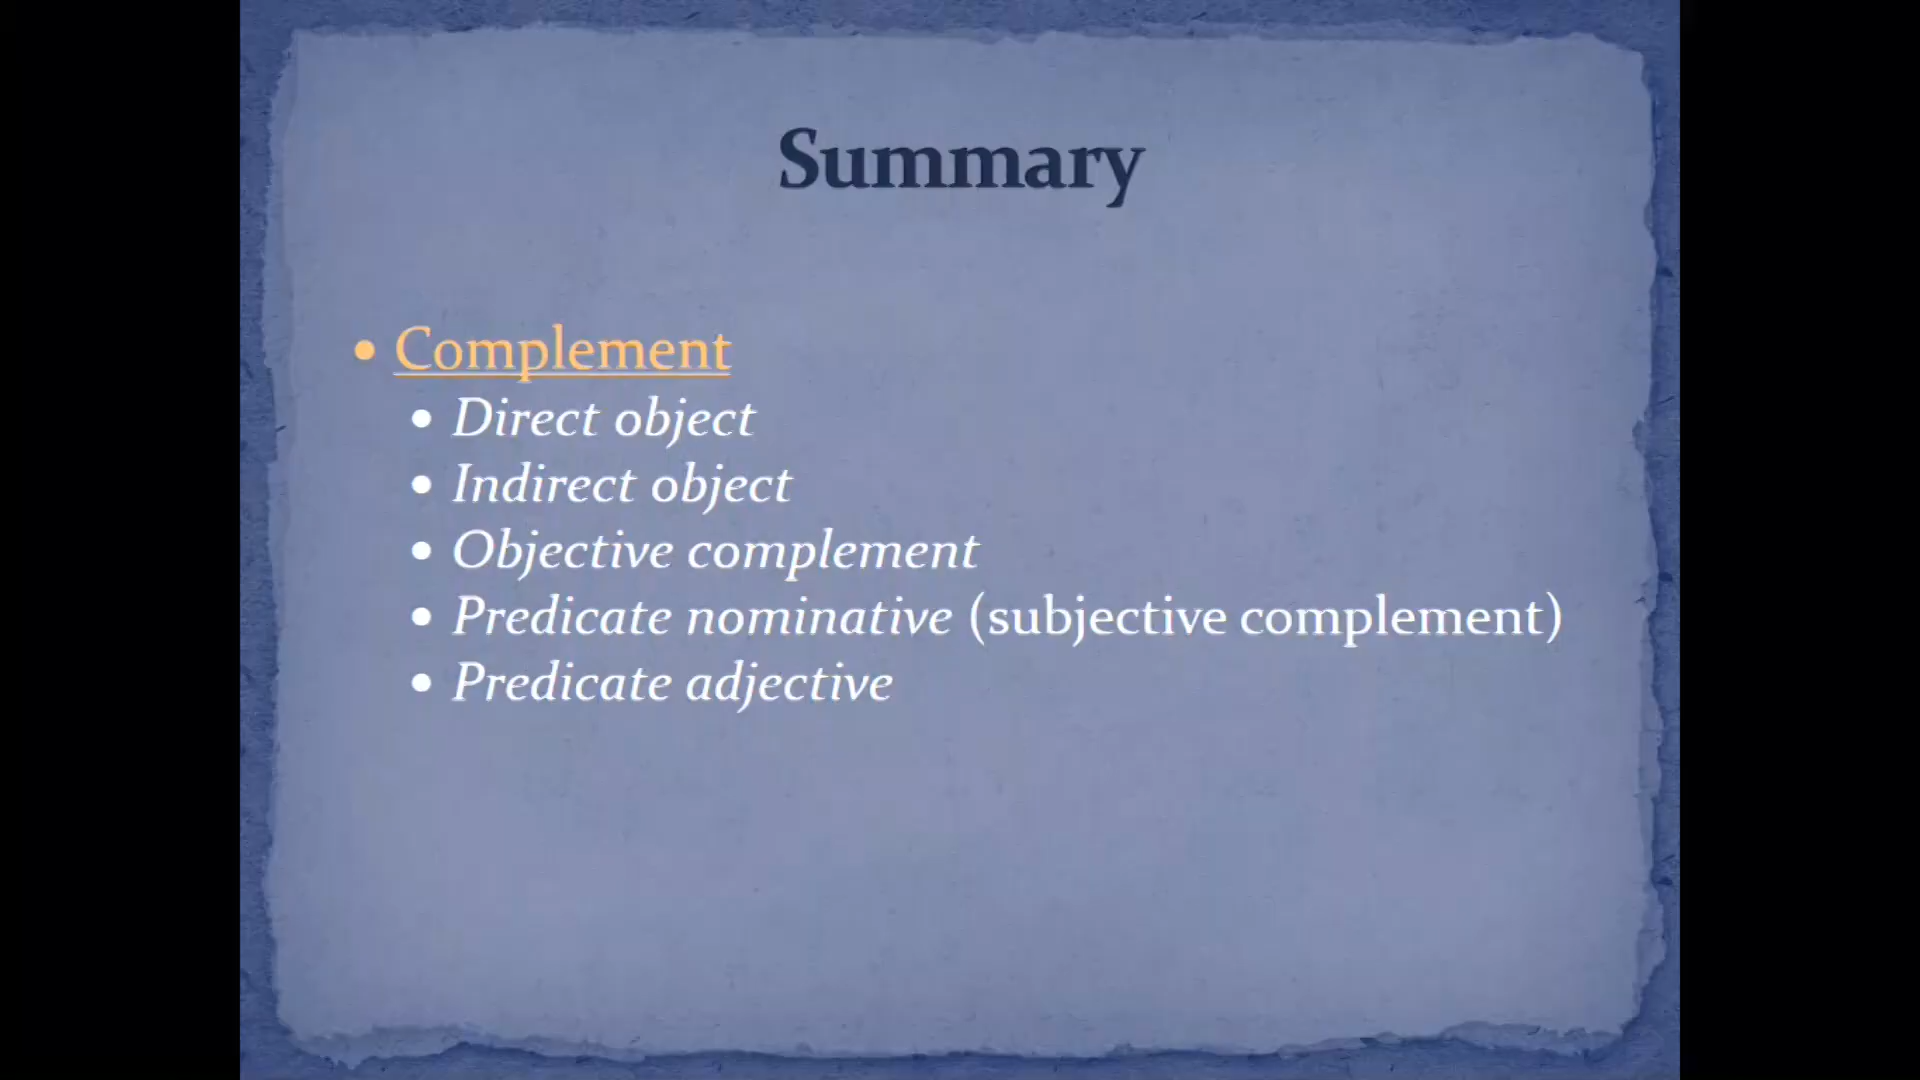 Summary
• Complement
• Direct object
• Indirect object
• Objective complement
• Predicate nominative (subjective complement)
• Predicate adjective